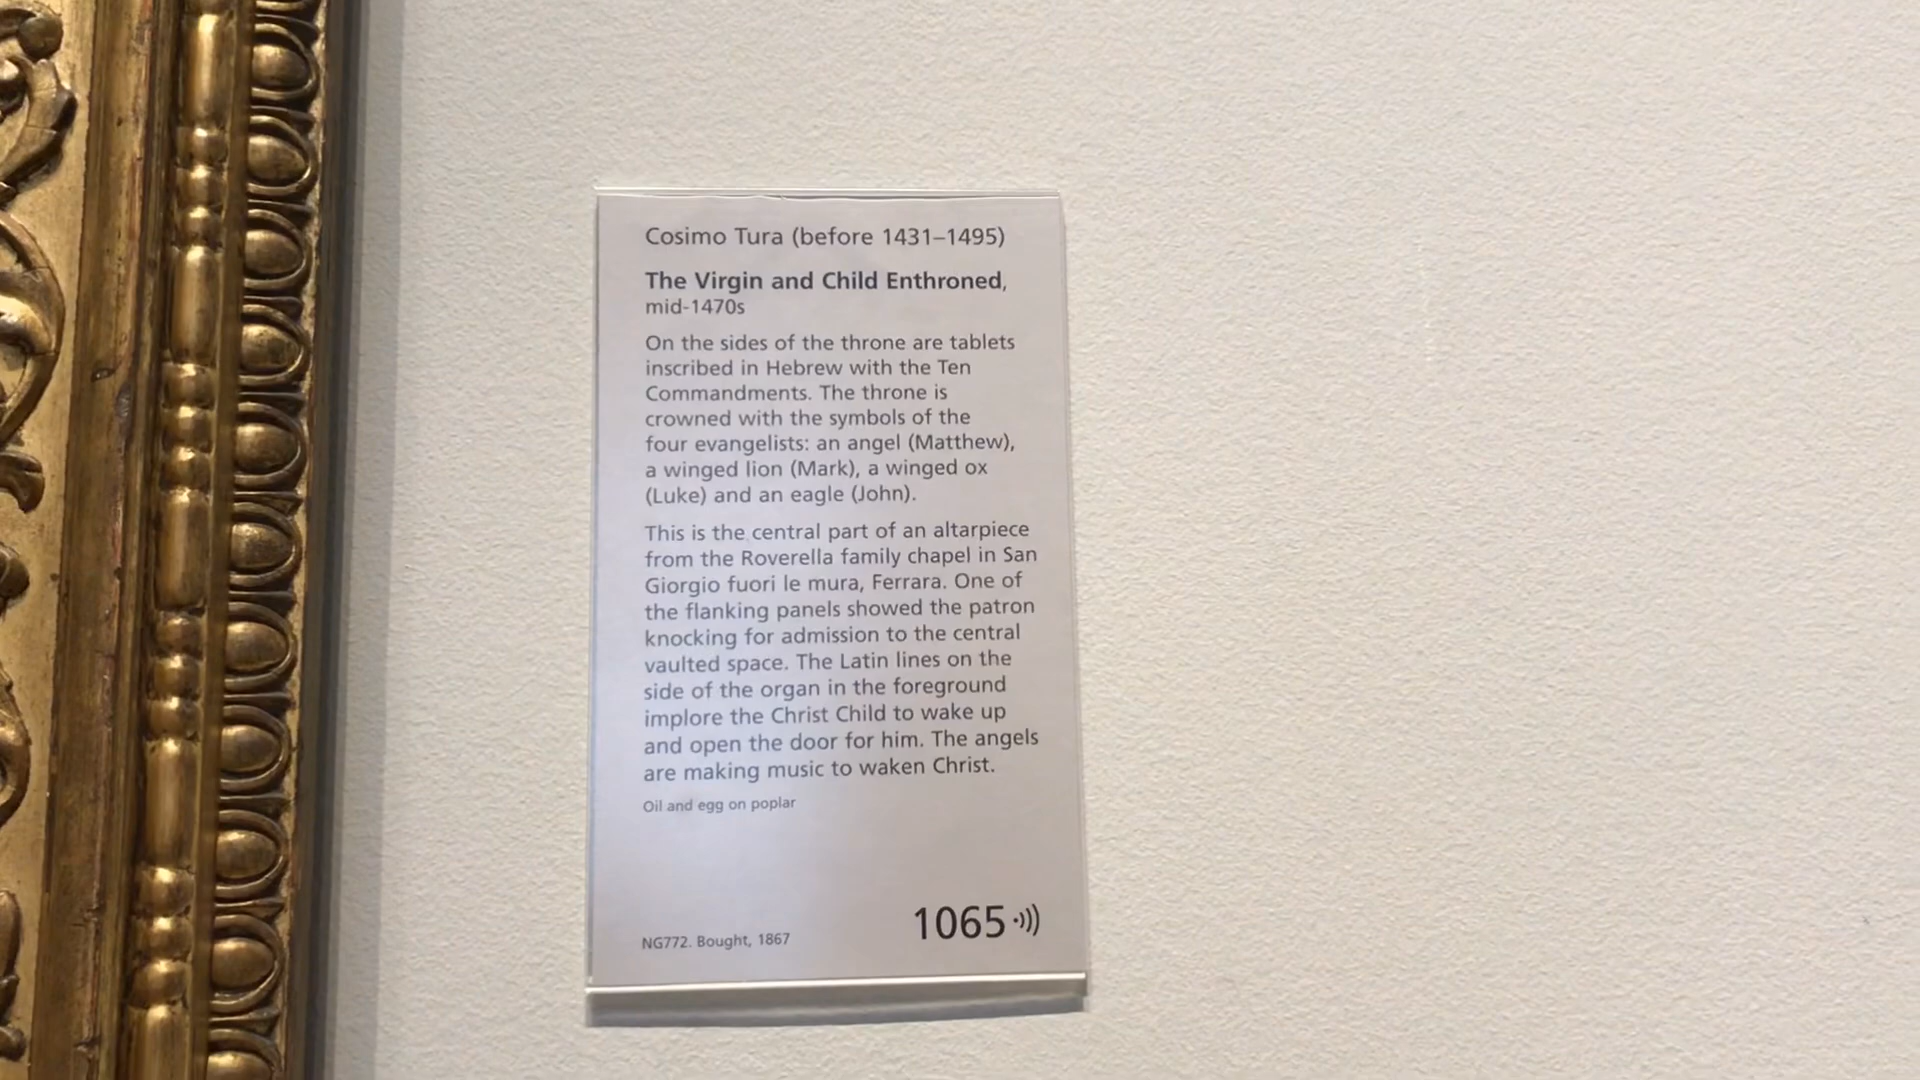 Cosimo Tura (before 1431–1495)
The Virgin and Child Enthroned,
mid-1470s
On the sides of the throne are tablets
inscribed in Hebrew with the Ten
Commandments. The throne is
crowned with the symbols of the
four evangelists: an angel (Matthew),
a winged lion (Mark), a winged ox
(Luke) and an eagle (John).
This is the central part of an altarpiece
from the Roverella family chapel in San
Giorgio fuori le mura, Ferrara. One of
the flanking panels showed the patron
knocking for admission to the central
vaulted space. The Latin lines on the
side of the organ in the foreground
implore the Christ Child to wake up
and open the door for him. The angels
are making music to waken Christ.
Oil and egg on poplar
NG772. Bought, 1867
1065